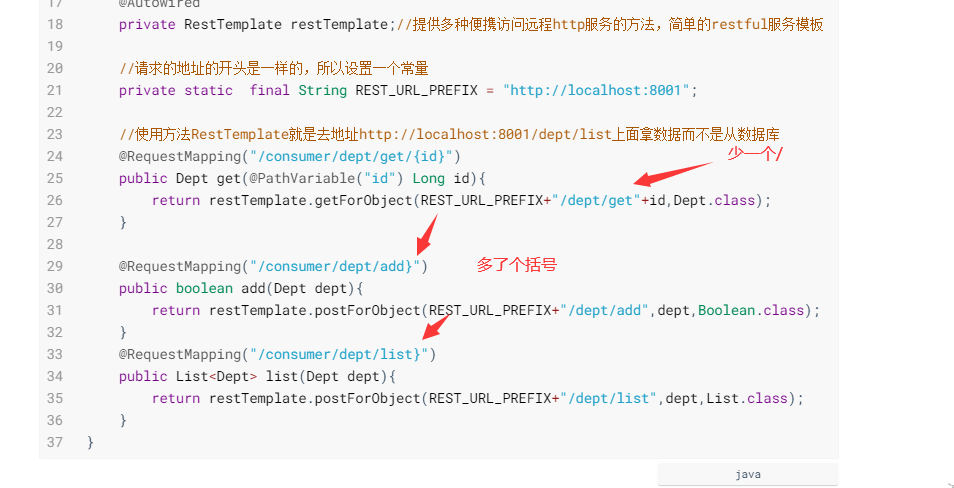 17 @Autowired
18 private RestTemplate restTemplate;//提供多种便携访问远程http服务的方法，简单的restful服务模板
19
20 //请求的地址的开头是一样的，所以设置一个常量
21 private static  final String REST_URL_PREFIX = "http://localhost:8001";
22
23 //使用方法RestTemplate就是去地址http://localhost:8001/dept/list上面拿数据而不是从数据库
少一个/
24 @RequestMapping("/consumer/dept/get/{id}")
25 public Dept get(@PathVariable("id") Long id){
26 return restTemplate.getForObject(REST_URL_PREFIX+"/dept/get"+id,Dept.class);
27 }
28
29 @RequestMapping("/consumer/dept/add}") 多了个括号
30 public boolean add(Dept dept){
31 return restTemplate.postForObject(REST_URL_PREFIX+"/dept/add",dept,Boolean.class);
32 }
33 @RequestMapping("/consumer/dept/list}")
34 public List<Dept> list(Dept dept){
35 return restTemplate.postForObject(REST_URL_PREFIX+"/dept/list",dept,List.class);
36 }
37 }
java